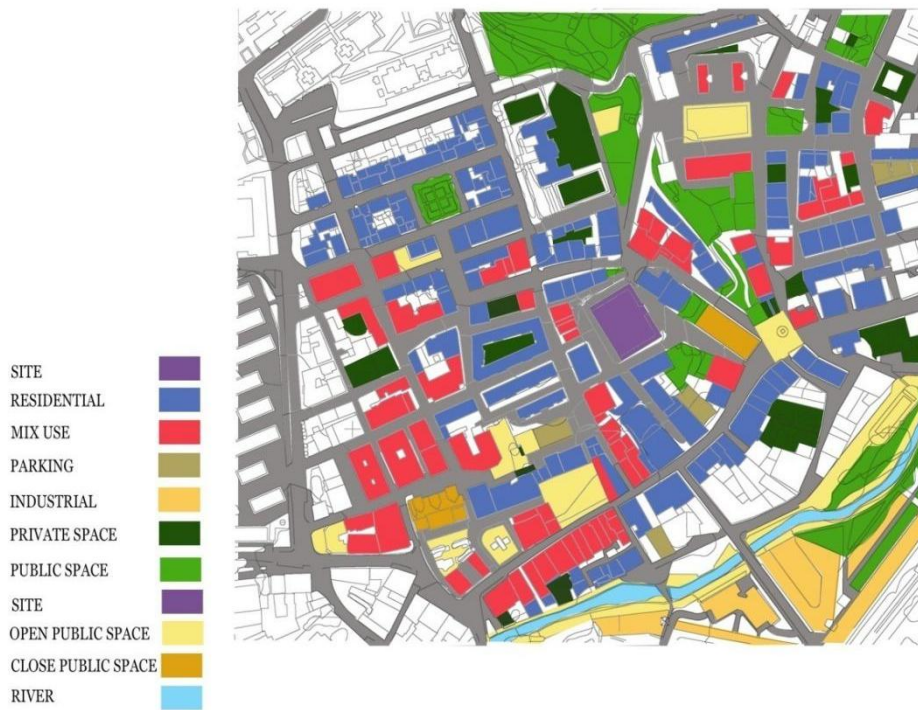 SITE
RESIDENTIAL
MIX USE
PARKING
INDUSTRIAL
PRIVATE SPACE
PUBLIC SPACE
SITE
OPEN PUBLIC SPACE
CLOSE PUBLIC SPACE
RIVER